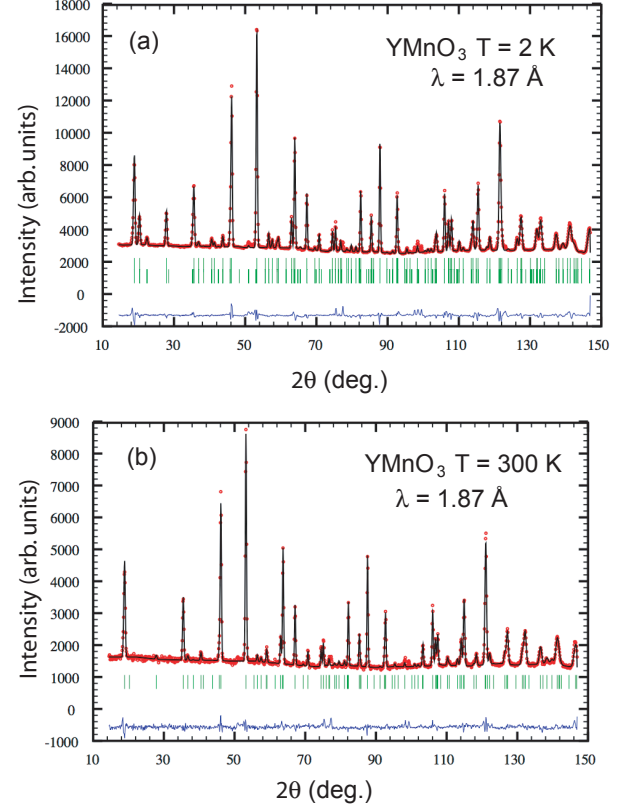 18000
(a)
YMnO₃ T = 2 K
λ = 1.87 Å
16000
14000
12000
10000
8000
6000
4000
2000
0
-2000
Intensity (arb. units)
10 30 50 70 90 110 130 150
2θ (deg.)
9000
(b)
YMnO₃ T = 300 K
λ = 1.87 Å
8000
7000
6000
5000
4000
3000
2000
1000
0
-1000
Intensity (arb. units)
10 30 50 70 90 110 130 150
2θ (deg.)